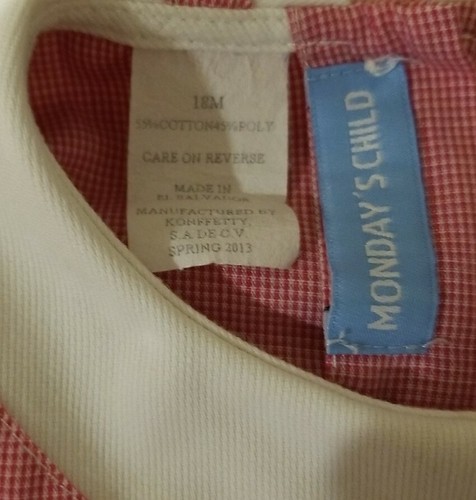 18M
55%COTTON45%POLY
CARE ON REVERSE
MADE IN
EL SALVADOR
MANUFACTURED BY
KONFFETTY,
S.A.DE C.V.
SPRING 2013
MONDAY'S CHILD